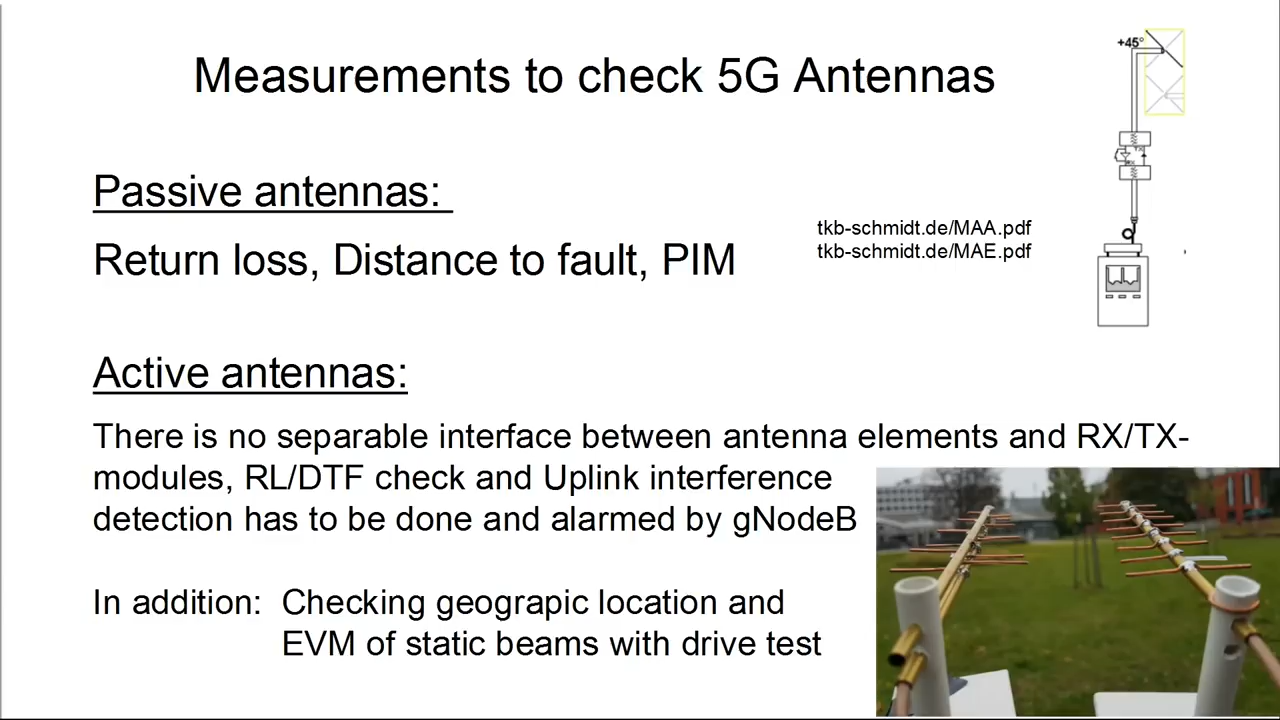 Measurements to check 5G Antennas
+45°
Passive antennas:
Return loss, Distance to fault, PIM
tkb-schmidt.de/MAA.pdf
tkb-schmidt.de/MAE.pdf
Active antennas:
There is no separable interface between antenna elements and RX/TX-
modules, RL/DTF check and Uplink interference
detection has to be done and alarmed by gNodeB
In addition: Checking geograpic location and
EVM of static beams with drive test